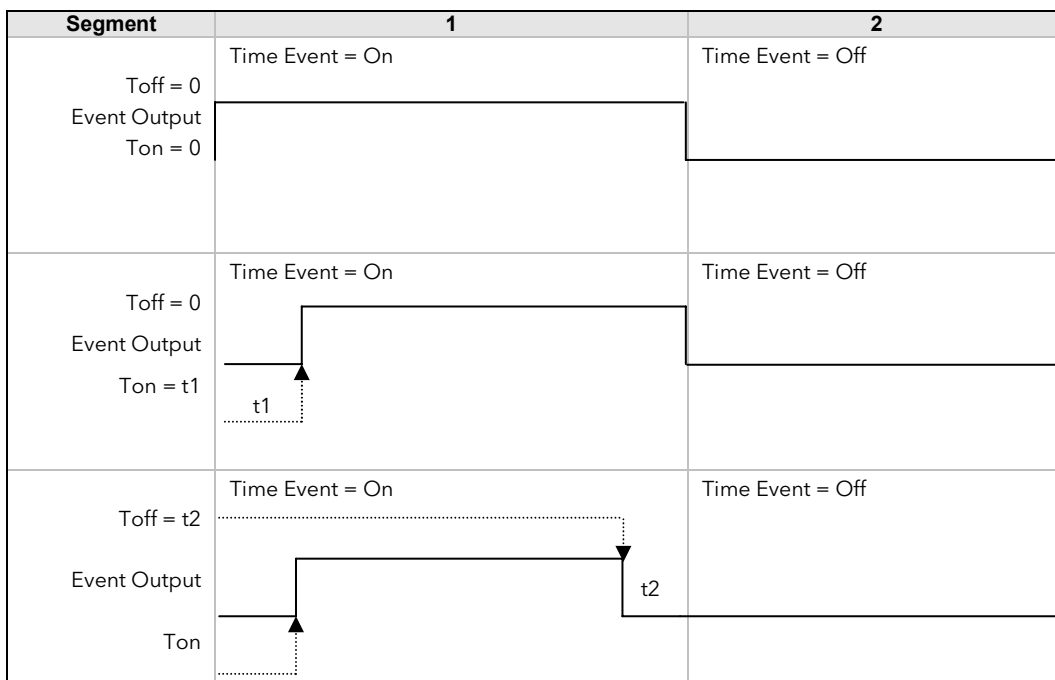 Segment 1 2
Time Event = On Time Event = Off
Toff = 0
Event Output
Ton = 0
Time Event = On Time Event = Off
Toff = 0
Event Output
Ton = t1
t1
Time Event = On Time Event = Off
Toff = t2
Event Output
t2
Ton